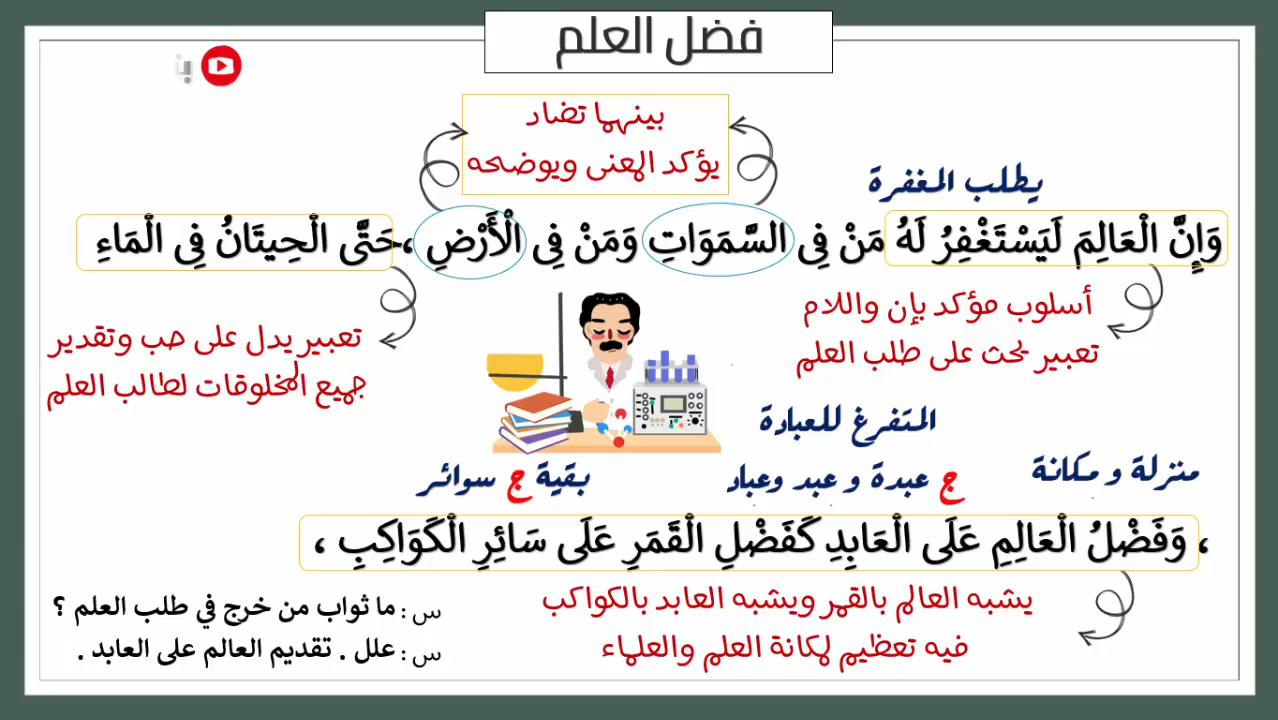 فضل العلم
بينهما تضاد
يؤكد المعنى ويوضحه
يطلب المغفرة
وَإِنَّ الْعَالِمَ لَيَسْتَغْفِرُ لَهُ مَنْ فِى السَّمَوَاتِ وَمَنْ فِى الْأَرْضِ ،حَتَّى الْحِيتَانُ فِى الْمَاءِ
أسلوب مؤكد بإن واللام
تعبير يحث على طلب العلم
تعبير يدل على حب وتقدير
جميع المخلوقات لطالب العلم
المتفرغ للعبادة
منزلة و مكانة
ج عبدة و عبد وعباد
بقية ج سوائر
، وَفَضْلُ الْعَالِمِ عَلَى الْعَابِدِ كَفَضْلِ الْقَمَرِ عَلَى سَائِرِ الْكَوَاكِبِ ،
يشبه العالم بالقمر ويشبه العابد بالكواكب
فيه تعظيم لمكانة العلم والعلماء
س : ما ثواب من خرج في طلب العلم ؟
س : علل . تقديم العالم على العابد .